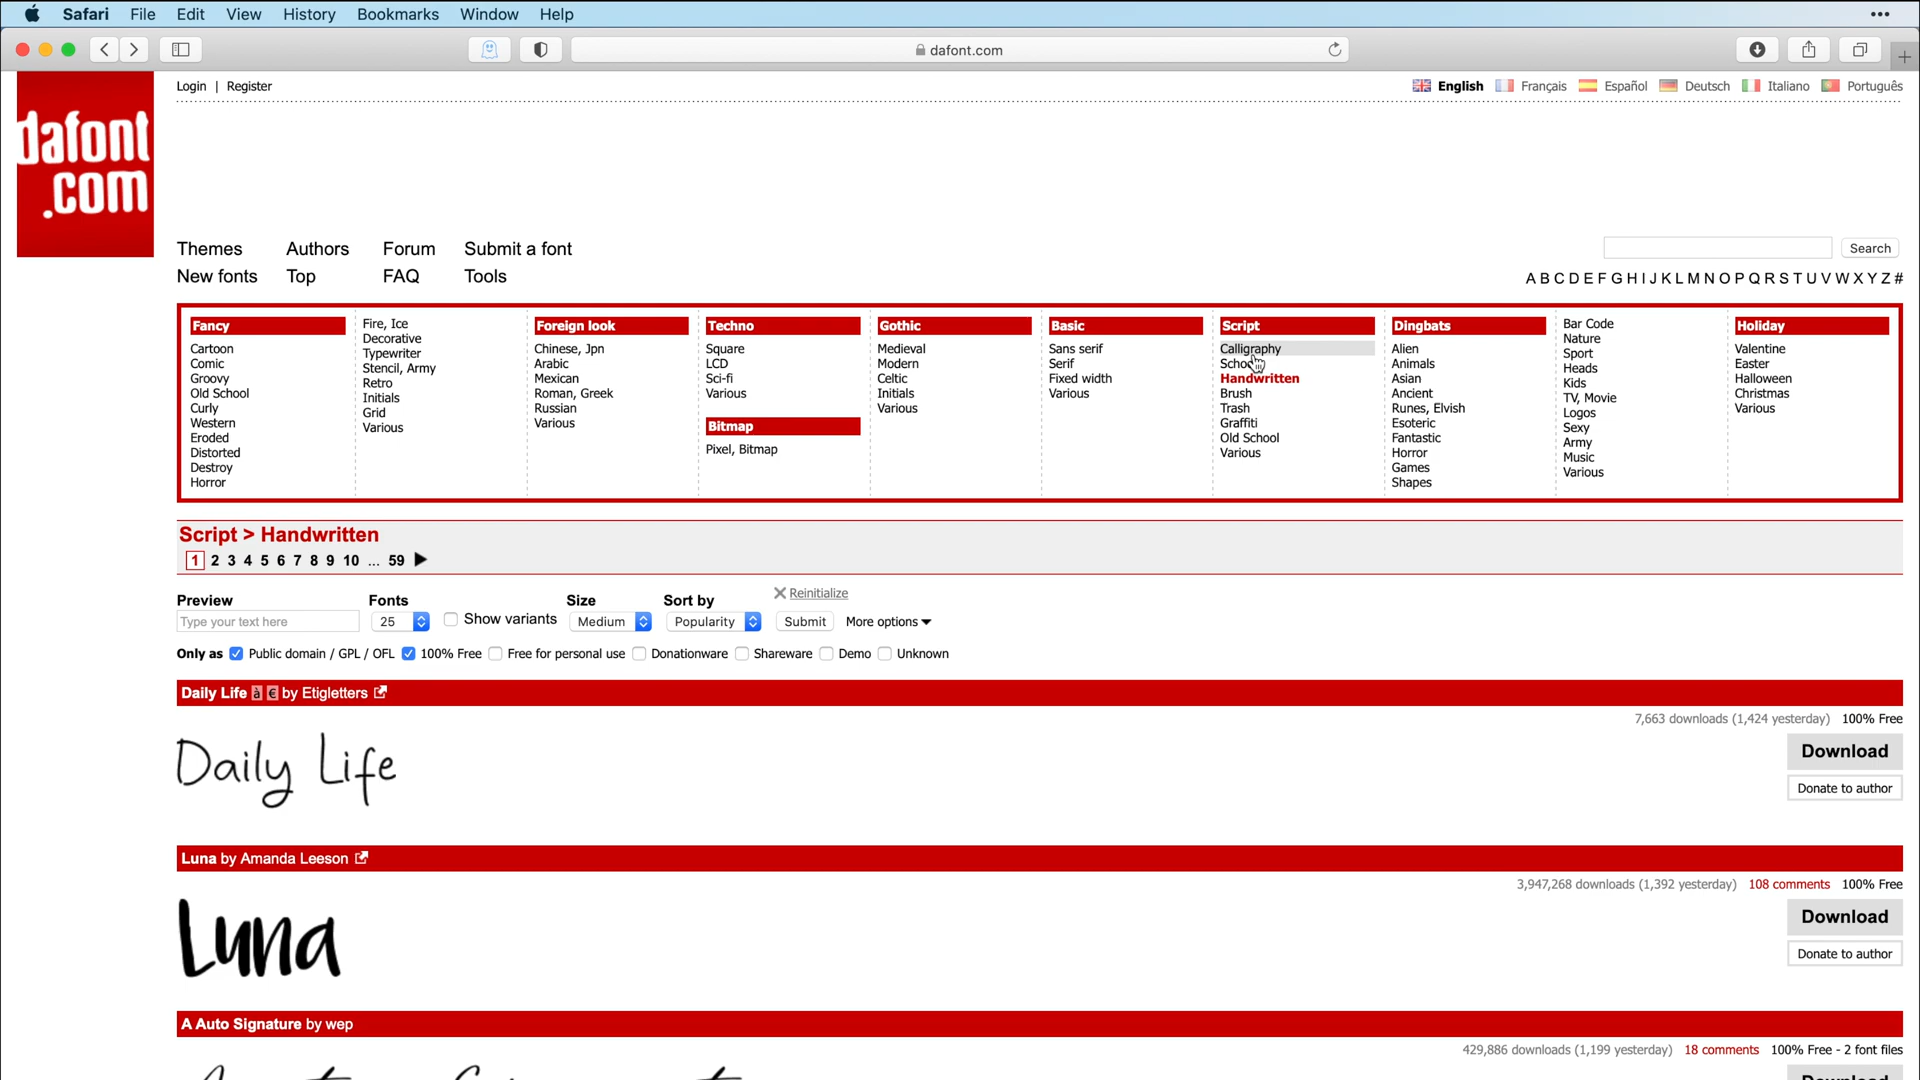 Safari File Edit View History Bookmarks Window Help
dafont.com
dafont
.com
Login | Register
English Français Español Deutsch Italiano Português
Themes Authors Forum Submit a font
New fonts Top FAQ Tools
Search
A B C D E F G H I J K L M N O P Q R S T U V W X Y Z #
Fancy
Cartoon
Comic
Groovy
Old School
Curly
Western
Eroded
Distorted
Destroy
Horror
Fire, Ice
Decorative
Typewriter
Stencil, Army
Retro
Initials
Grid
Various
Foreign look
Chinese, Jpn
Arabic
Mexican
Roman, Greek
Russian
Various
Techno
Square
LCD
Sci-fi
Various
Bitmap
Pixel, Bitmap
Gothic
Medieval
Modern
Celtic
Initials
Various
Basic
Sans serif
Serif
Fixed width
Various
Script
Calligraphy
School
Handwritten
Brush
Trash
Graffiti
Old School
Various
Dingbats
Alien
Animals
Asian
Ancient
Runes, Elvish
Esoteric
Fantastic
Horror
Games
Shapes
Bar Code
Nature
Sport
Heads
Kids
TV, Movie
Logos
Sexy
Army
Music
Various
Holiday
Valentine
Easter
Halloween
Christmas
Various
Script > Handwritten
1 2 3 4 5 6 7 8 9 10 ... 59
Reinitialize
Preview Fonts Size Sort by
Type your text here 25 Show variants Medium Popularity Submit More options
Only as Public domain / GPL / OFL 100% Free Free for personal use Donationware Shareware Demo Unknown
Daily Life à € by Etigletters
7,663 downloads (1,424 yesterday) 100% Free
Daily Life
Download
Donate to author
Luna by Amanda Leeson
3,947,268 downloads (1,392 yesterday) 108 comments 100% Free
Luna
Download
Donate to author
A Auto Signature by wep
429,886 downloads (1,199 yesterday) 18 comments 100% Free - 2 font files
Download